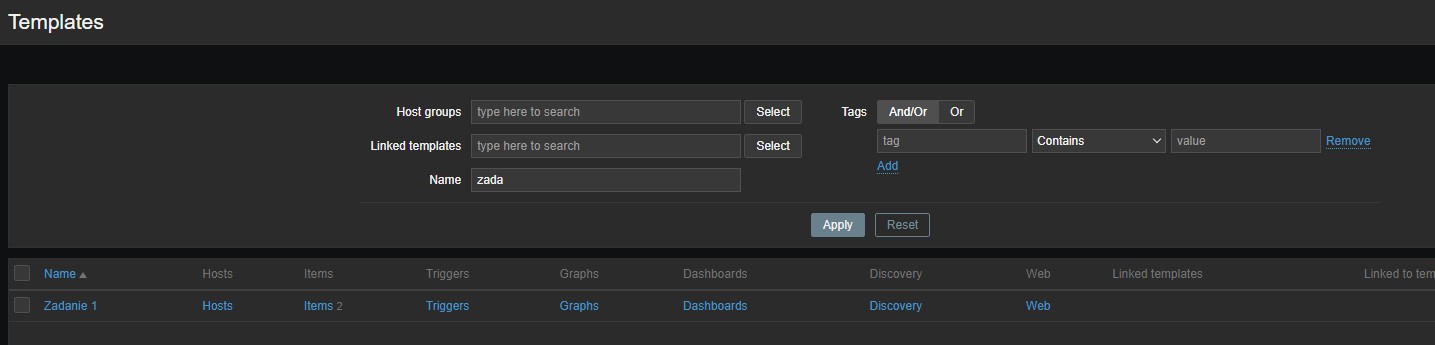 Templates
Host groups type here to search Select Tags And/Or Or
Linked templates type here to search Select tag Contains value Remove
Add
Name zada
Apply Reset
Name Hosts Items Triggers Graphs Dashboards Discovery Web Linked templates Linked to tem
Zadanie 1 Hosts Items 2 Triggers Graphs Dashboards Discovery Web